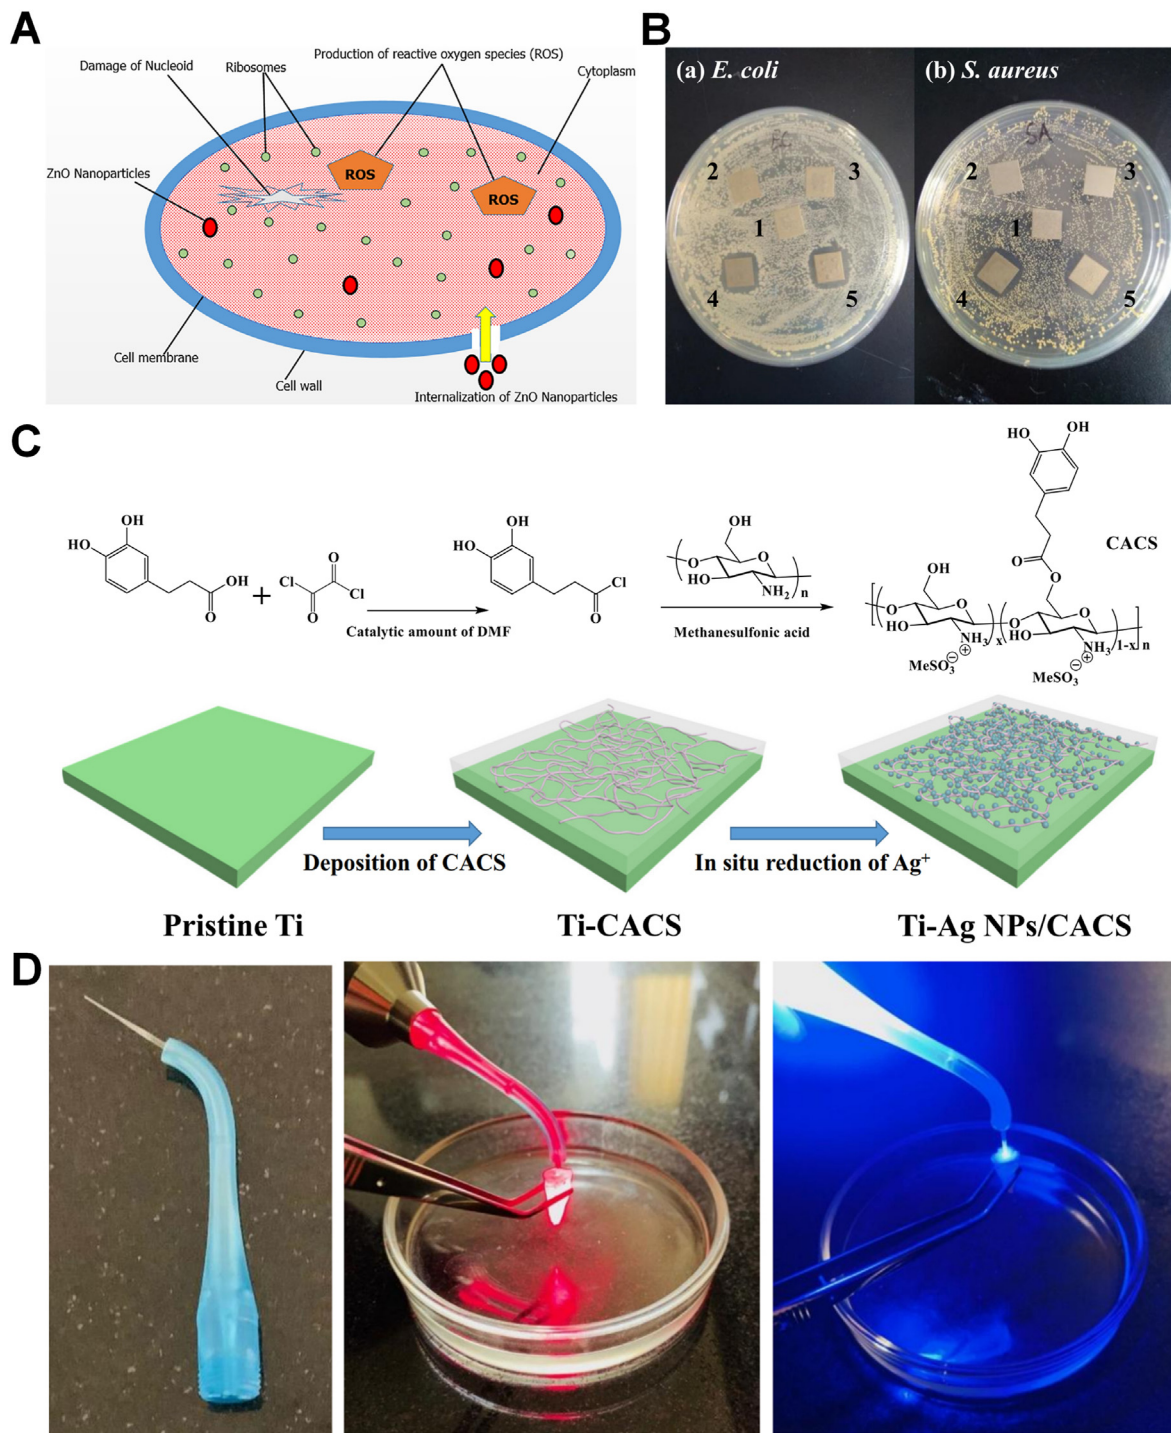 A
Production of reactive oxygen species (ROS)
Damage of Nucleoid
Ribosomes
Cytoplasm
ZnO Nanoparticles
ROS
ROS
Cell membrane
Cell wall
Internalization of ZnO Nanoparticles
B
(a) E. coli
(b) S. aureus
EC
SA
2
3
1
4
5
2
3
1
4
5
C
OH
HO
OH
O
+
O
Cl
Cl
O
Catalytic amount of DMF
OH
HO
Cl
O
OH
O
O
HO
NH2
n
Methanesulfonic acid
OH
HO
O
O
CACS
OH
O
O
HO
NH3
⊕
x
MeSO3
⊖
O
O
HO
NH3
⊕
1-x
n
MeSO3
⊖
Deposition of CACS
In situ reduction of Ag+
Pristine Ti
Ti-CACS
Ti-Ag NPs/CACS
D